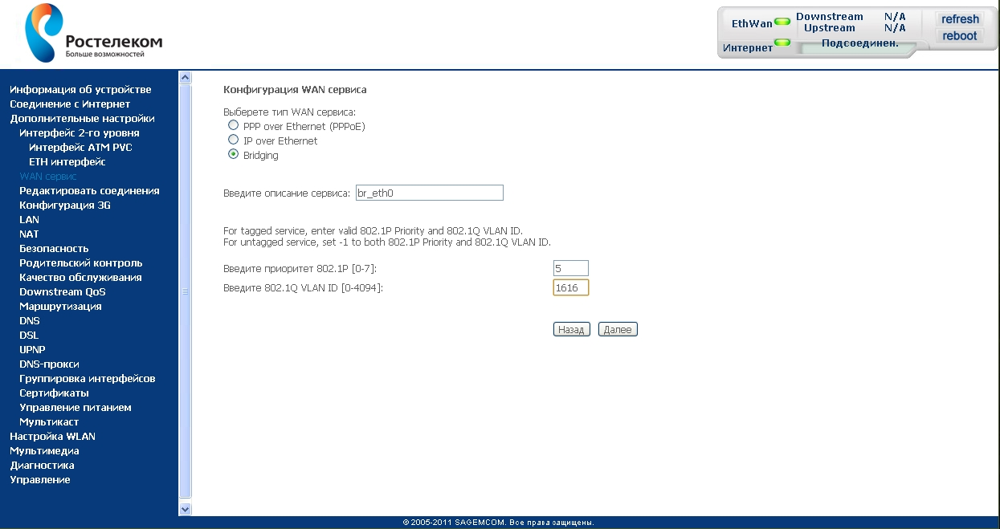 Ростелеком
Больше возможностей
EthWan
Downstream N/A
Upstream N/A
Интернет
Подсоединен.
refresh
reboot
Информация об устройстве
Соединение с Интернет
Дополнительные настройки
Интерфейс 2-го уровня
Интерфейс ATM PVC
ETH интерфейс
WAN сервис
Редактировать соединения
Конфигурация 3G
LAN
NAT
Безопасность
Родительский контроль
Качество обслуживания
Downstream QoS
Маршрутизация
DNS
DSL
UPNP
DNS-прокси
Группировка интерфейсов
Сертификаты
Управление питанием
Мультикаст
Настройка WLAN
Мультимедиа
Диагностика
Управление
Конфигурация WAN сервиса
Выберете тип WAN сервиса:
PPP over Ethernet (PPPoE)
IP over Ethernet
Bridging
Введите описание сервиса: br_eth0
For tagged service, enter valid 802.1P Priority and 802.1Q VLAN ID.
For untagged service, set -1 to both 802.1P Priority and 802.1Q VLAN ID.
Введите приоритет 802.1P [0-7]: 5
Введите 802.1Q VLAN ID [0-4094]: 1616
Назад Далее
© 2005-2011 SAGEMCOM. Все права защищены.